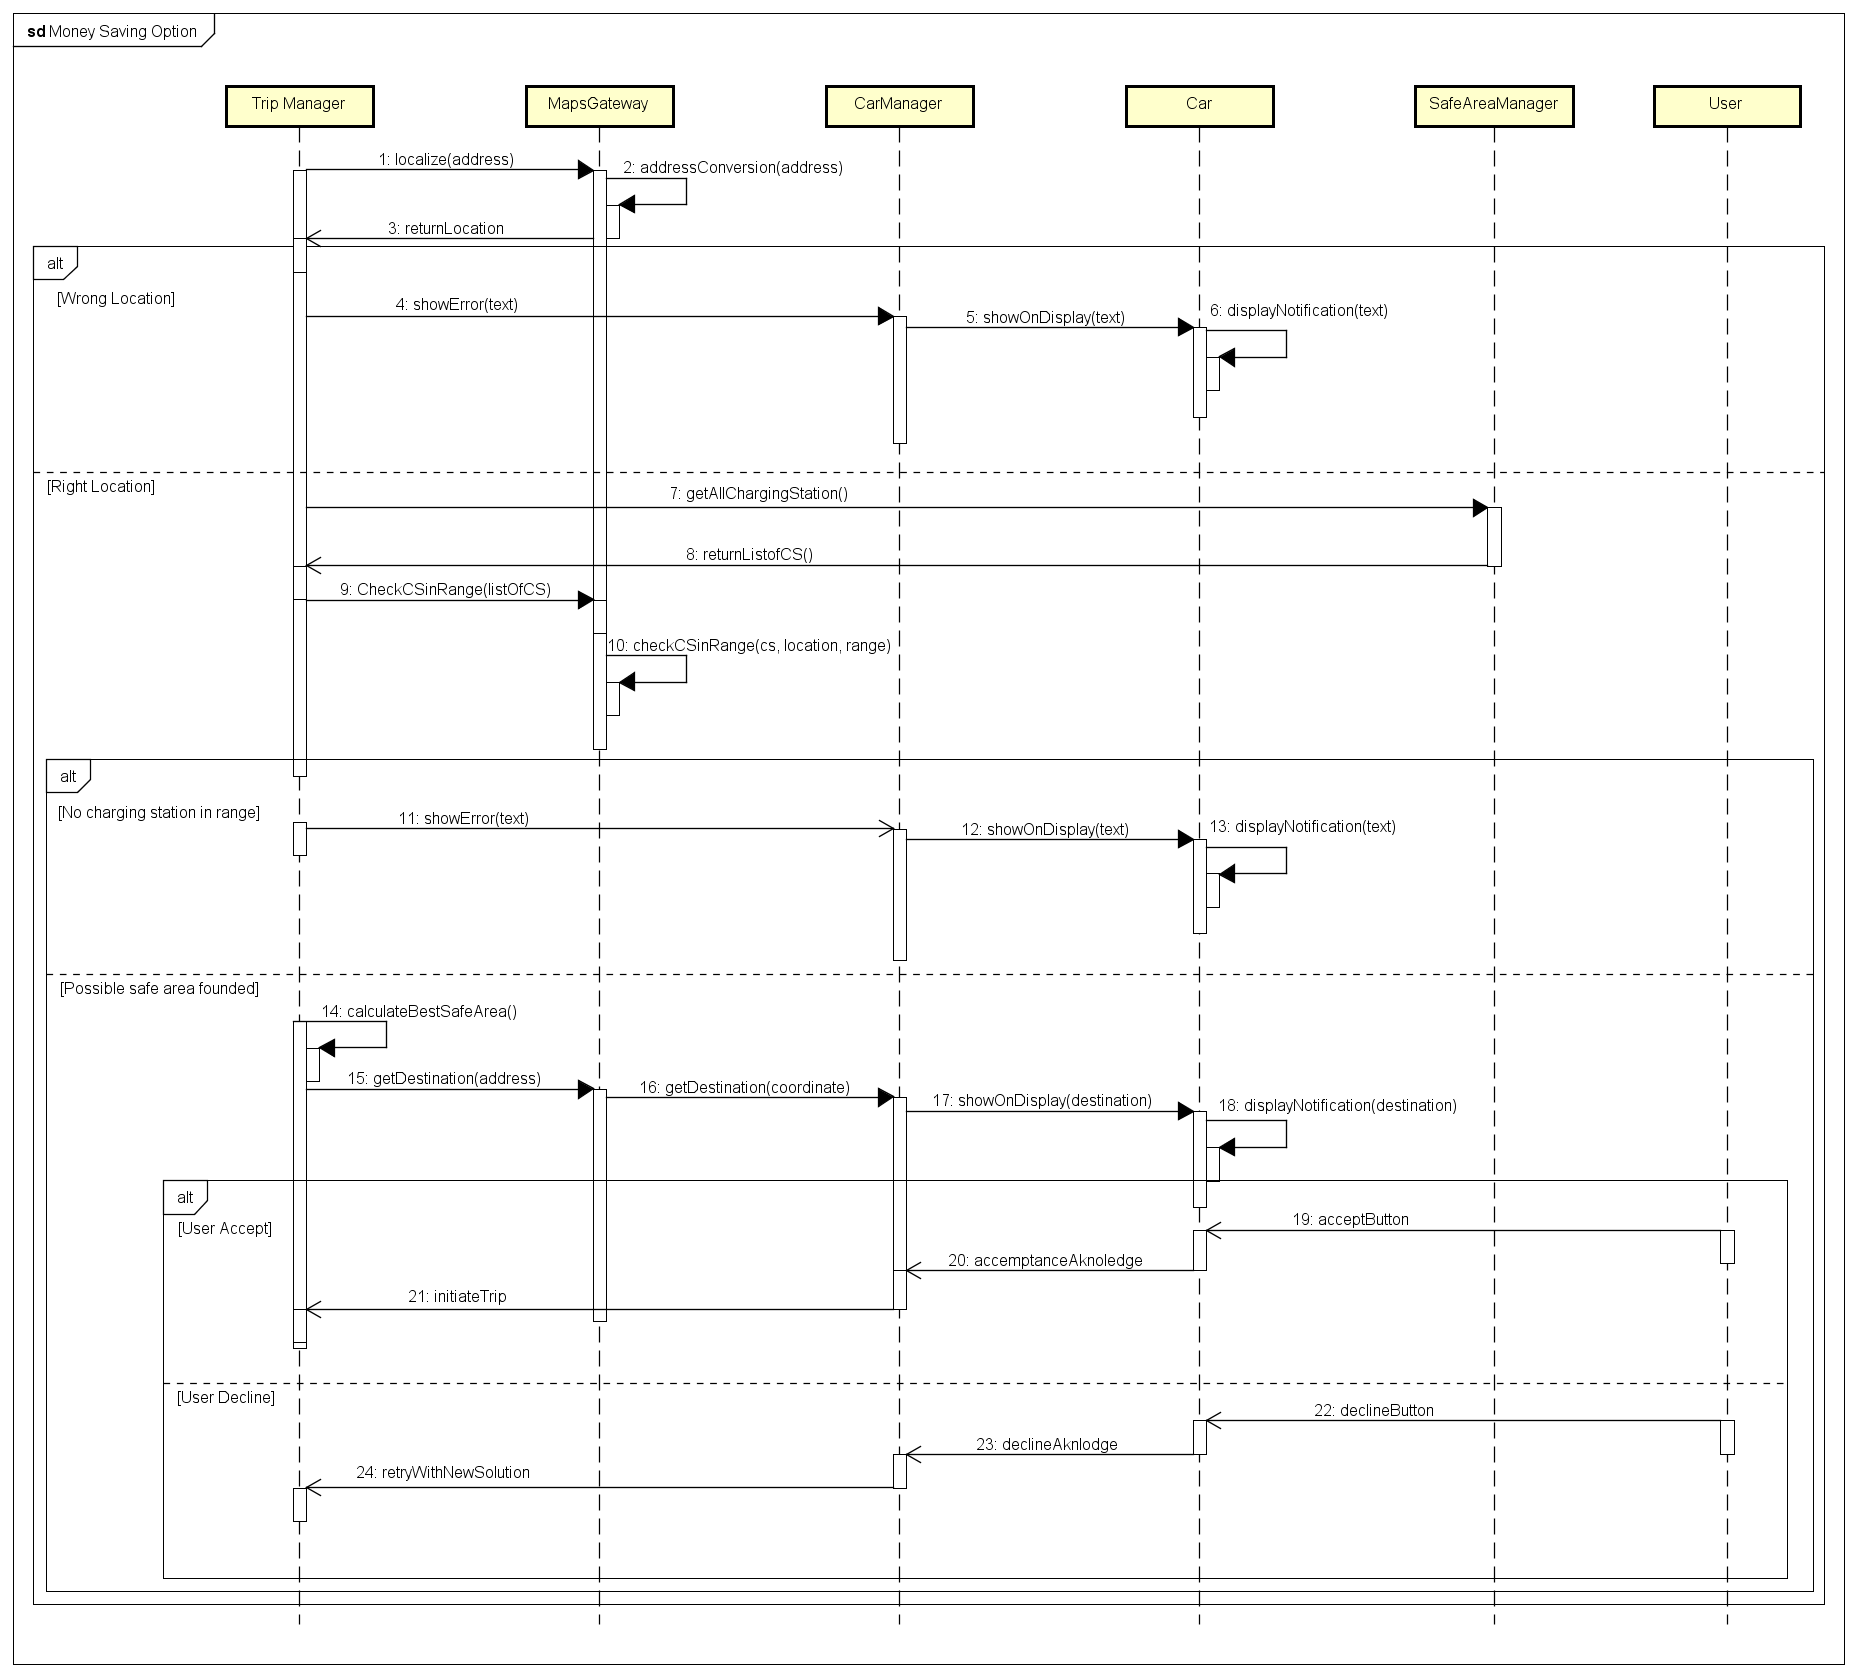 sd Money Saving Option
Trip Manager
MapsGateway
CarManager
Car
SafeAreaManager
User
1: localize(address)
2: addressConversion(address)
3: returnLocation
alt
[Wrong Location]
4: showError(text)
5: showOnDisplay(text)
6: displayNotification(text)
[Right Location]
7: getAllChargingStation()
8: returnListofCS()
9: CheckCSinRange(listOfCS)
10: checkCSinRange(cs, location, range)
alt
[No charging station in range]
11: showError(text)
12: showOnDisplay(text)
13: displayNotification(text)
[Possible safe area founded]
14: calculateBestSafeArea()
15: getDestination(address)
16: getDestination(coordinate)
17: showOnDisplay(destination)
18: displayNotification(destination)
alt
[User Accept]
19: acceptButton
20: accemptanceAknoledge
21: initiateTrip
[User Decline]
22: declineButton
23: declineAknlodge
24: retryWithNewSolution